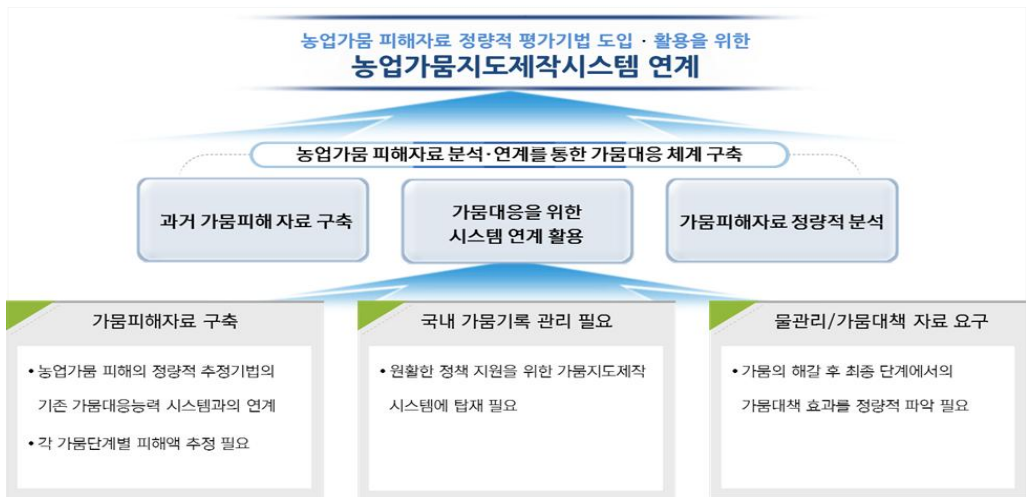 농업가뭄 피해자료 정량적 평가기법 도입 · 활용을 위한
농업가뭄지도제작시스템 연계
농업가뭄 피해자료 분석·연계를 통한 가뭄대응 체계 구축
과거 가뭄피해 자료 구축
가뭄대응을 위한
시스템 연계 활용
가뭄피해자료 정량적 분석
가뭄피해자료 구축
• 농업가뭄 피해의 정량적 추정기법의
기존 가뭄대응능력 시스템과의 연계
• 각 가뭄단계별 피해액 추정 필요
국내 가뭄기록 관리 필요
• 원활한 정책 지원을 위한 가뭄지도제작
시스템에 탑재 필요
물관리/가뭄대책 자료 요구
• 가뭄의 해갈 후 최종 단계에서의
가뭄대책 효과를 정량적 파악 필요